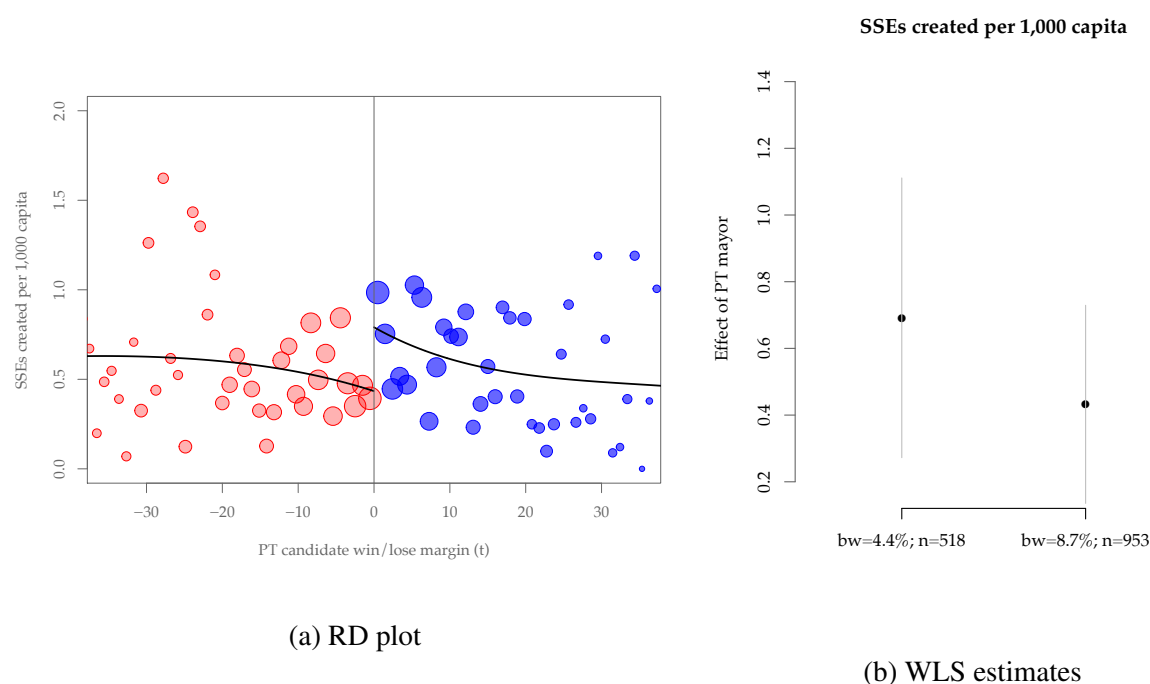 SSEs created per 1,000 capita
SSEs created per 1,000 capita
2.0
1.5
1.0
0.5
0.0
−30
−20
−10
0
10
20
30
PT candidate win/lose margin (t)
(a) RD plot
Effect of PT mayor
1.4
1.2
1.0
0.8
0.6
0.4
0.2
bw=4.4%; n=518
bw=8.7%; n=953
(b) WLS estimates